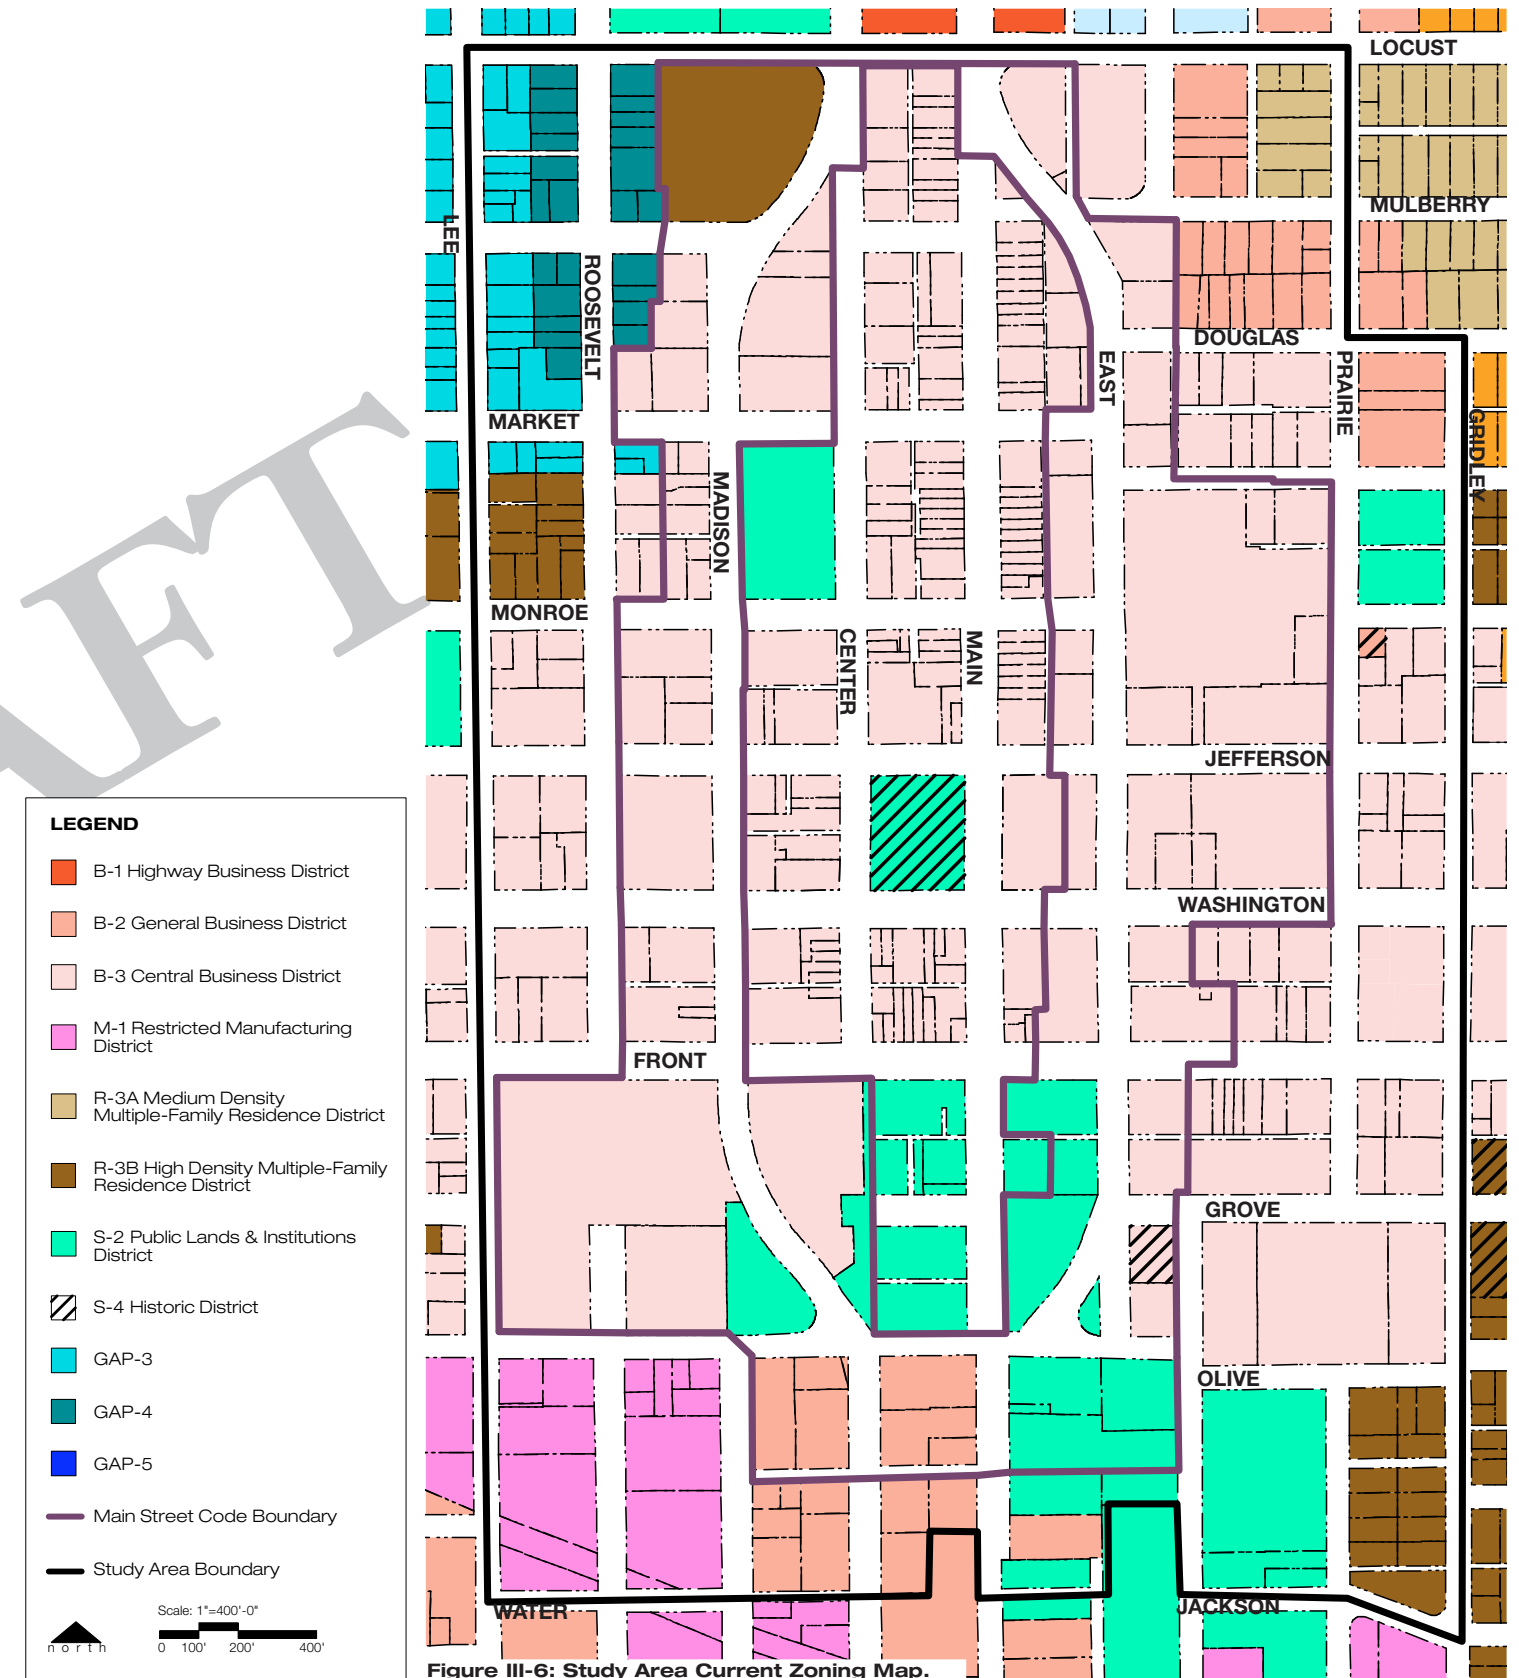 LOCUST
MULBERRY
LEE
ROOSEVELT
DOUGLAS
EAST
PRAIRIE
MARKET
GRIDLEY
MADISON
MONROE
CENTER
MAIN
JEFFERSON
WASHINGTON
FRONT
GROVE
OLIVE
WATER
JACKSON
AFT
LEGEND
B-1 Highway Business District
B-2 General Business District
B-3 Central Business District
M-1 Restricted Manufacturing
District
R-3A Medium Density
Multiple-Family Residence District
R-3B High Density Multiple-Family
Residence District
S-2 Public Lands & Institutions
District
S-4 Historic District
GAP-3
GAP-4
GAP-5
Main Street Code Boundary
Study Area Boundary
Scale: 1"=400'-0"
north
0 100' 200' 400'
Figure III-6: Study Area Current Zoning Map.